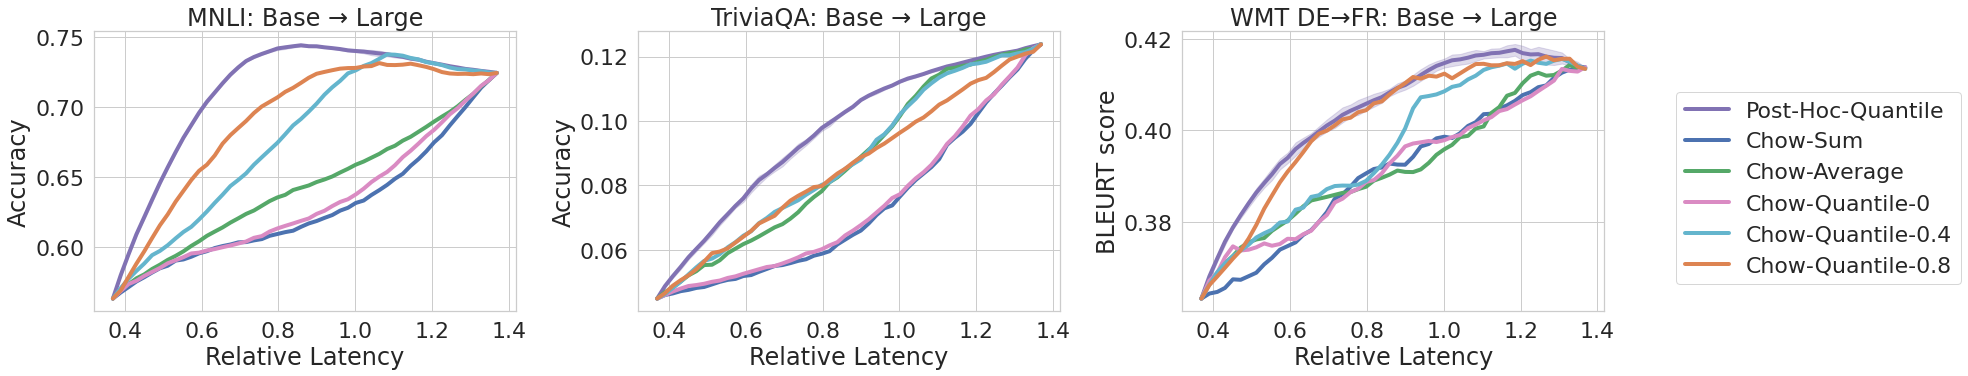 MNLI: Base → Large
Accuracy
0.75
0.70
0.65
0.60
0.4 0.6 0.8 1.0 1.2 1.4
Relative Latency
TriviaQA: Base → Large
Accuracy
0.12
0.10
0.08
0.06
0.4 0.6 0.8 1.0 1.2 1.4
Relative Latency
WMT DE→FR: Base → Large
BLEURT score
0.42
0.40
0.38
0.4 0.6 0.8 1.0 1.2 1.4
Relative Latency
Post-Hoc-Quantile
Chow-Sum
Chow-Average
Chow-Quantile-0
Chow-Quantile-0.4
Chow-Quantile-0.8